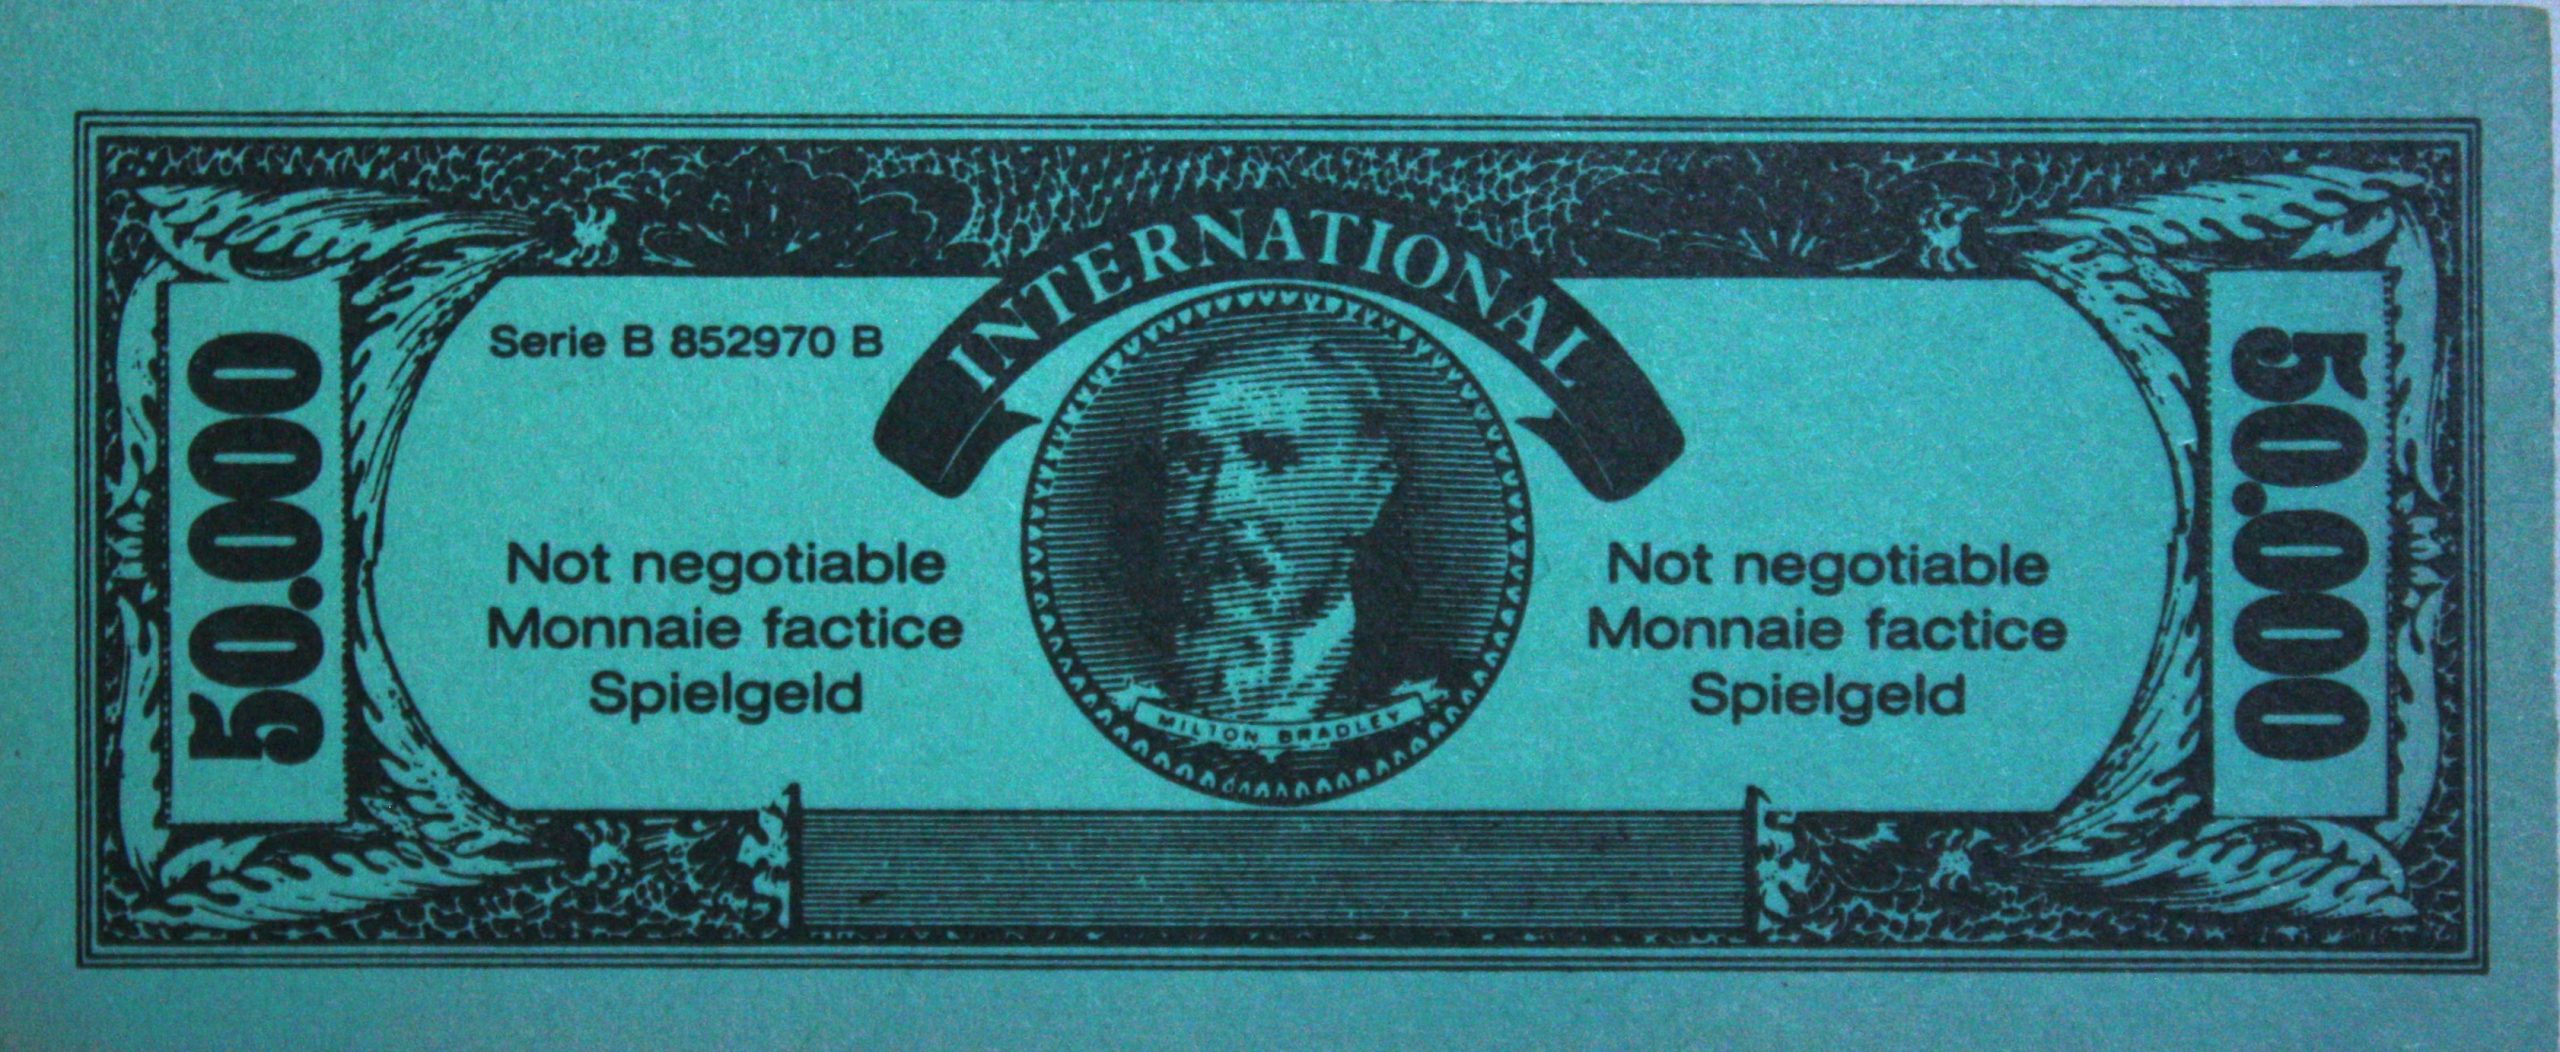 INTERNATIONAL
Serie B 852970 B
50.000
50.000
Not negotiable
Monnaie factice
Spielgeld
Not negotiable
Monnaie factice
Spielgeld
MILTON BRADLEY